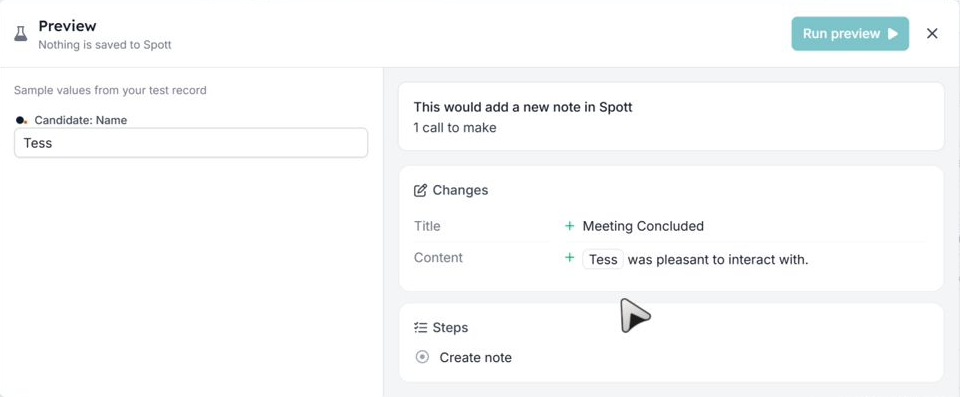 Preview
Nothing is saved to Spott
Run preview
Sample values from your test record
Candidate: Name
Tess
This would add a new note in Spott
1 call to make
Changes
Title + Meeting Concluded
Content + Tess was pleasant to interact with.
Steps
Create note